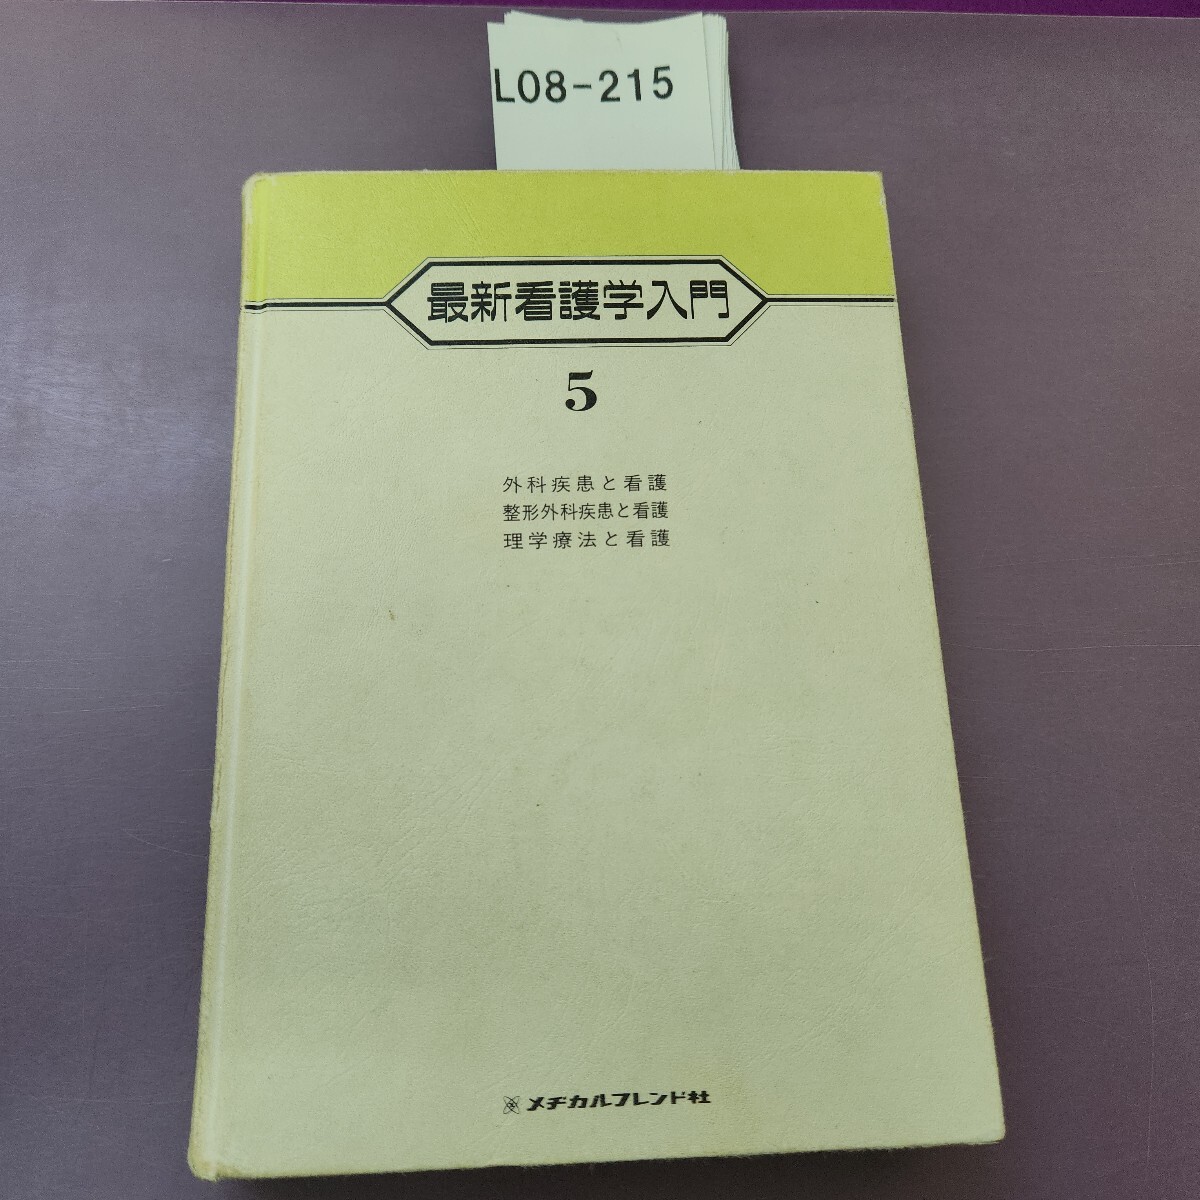 L08-215
最新看護学入門
5
外科疾患と看護
整形外科疾患と看護
理学療法と看護
メヂカルフレンド社